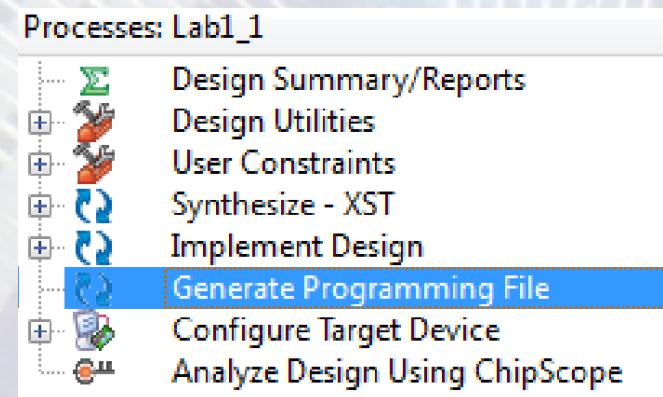 Processes: Lab1_1
Design Summary/Reports
Design Utilities
User Constraints
Synthesize - XST
Implement Design
Generate Programming File
Configure Target Device
Analyze Design Using ChipScope